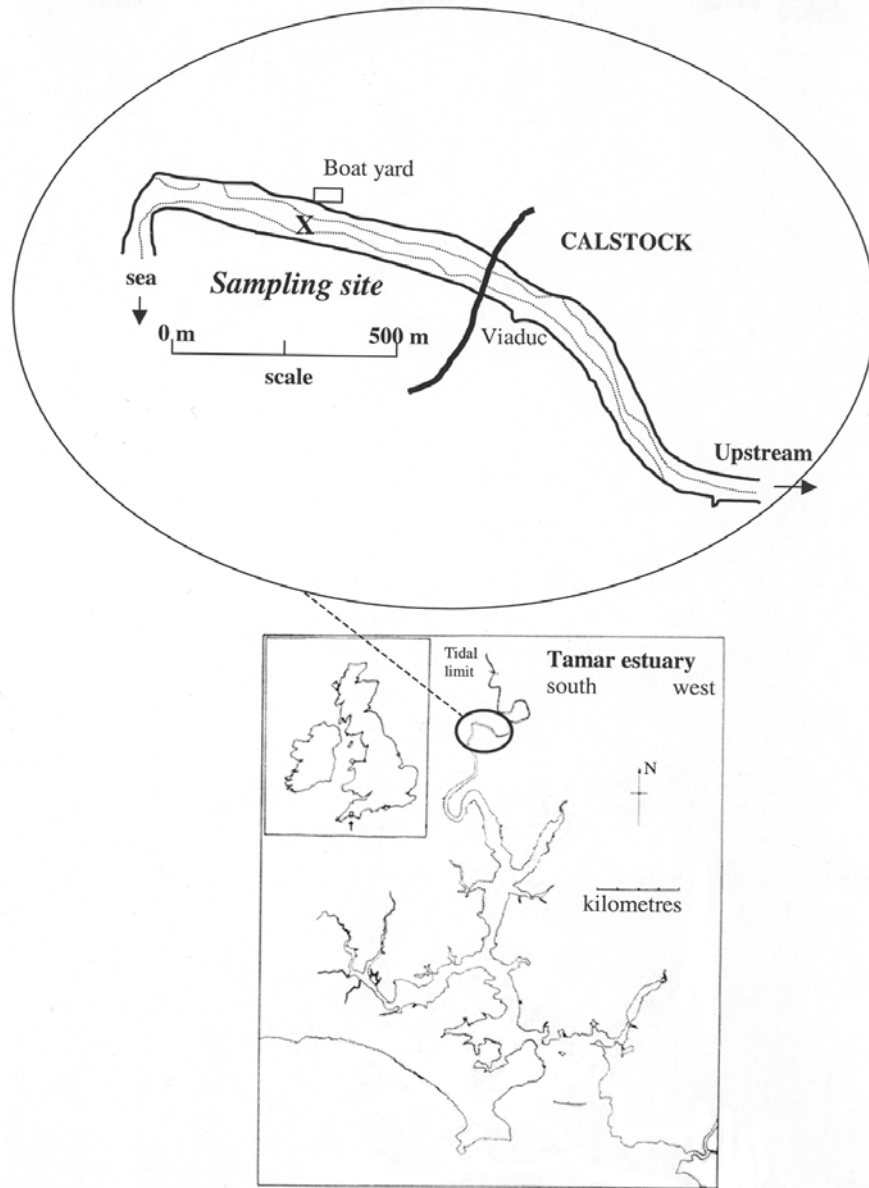 Boat yard
X
CALSTOCK
sea
Sampling site
0 m 500 m
Viaduc
scale
Upstream
Tidal
limit
Tamar estuary
south west
N
kilometres